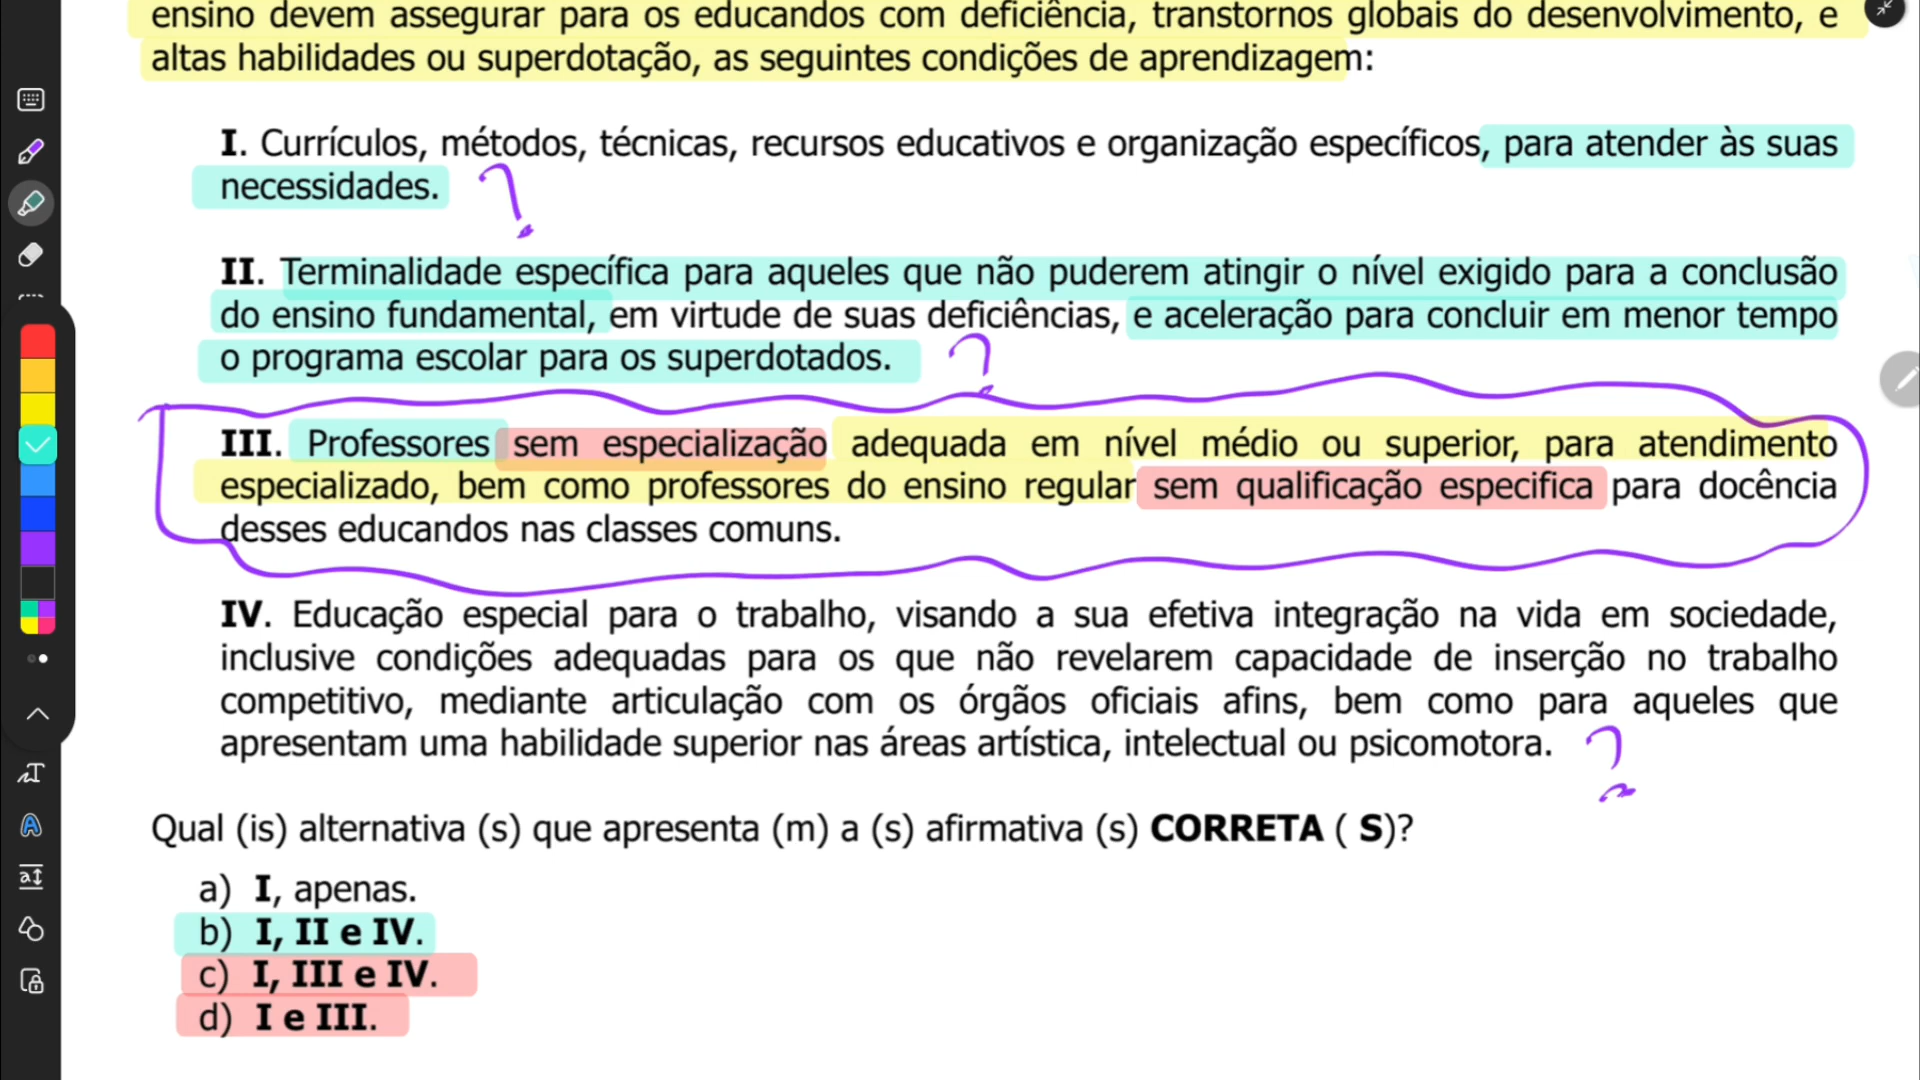 ensino devem assegurar para os educandos com deficiência, transtornos globais do desenvolvimento, e
altas habilidades ou superdotação, as seguintes condições de aprendizagem:
I. Currículos, métodos, técnicas, recursos educativos e organização específicos, para atender às suas
necessidades.
II. Terminalidade específica para aqueles que não puderem atingir o nível exigido para a conclusão
do ensino fundamental, em virtude de suas deficiências, e aceleração para concluir em menor tempo
o programa escolar para os superdotados.
III. Professores sem especialização adequada em nível médio ou superior, para atendimento
especializado, bem como professores do ensino regular sem qualificação especifica para docência
desses educandos nas classes comuns.
IV. Educação especial para o trabalho, visando a sua efetiva integração na vida em sociedade,
inclusive condições adequadas para os que não revelarem capacidade de inserção no trabalho
competitivo, mediante articulação com os órgãos oficiais afins, bem como para aqueles que
apresentam uma habilidade superior nas áreas artística, intelectual ou psicomotora.
Qual (is) alternativa (s) que apresenta (m) a (s) afirmativa (s) CORRETA ( S)?
a) I, apenas.
b) I, II e IV.
c) I, III e IV.
d) I e III.